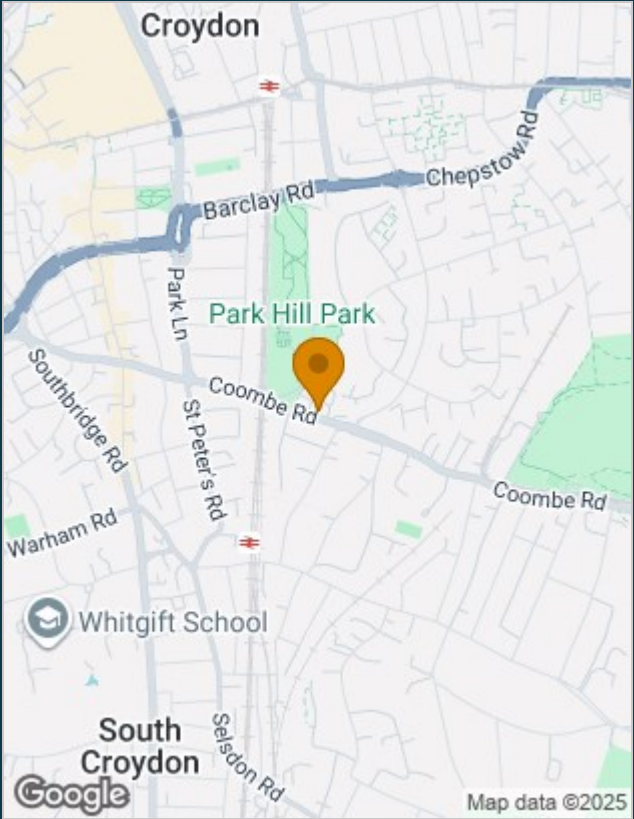 Croydon
Chepstow Rd
Barclay Rd
Park Ln
Park Hill Park
Southbridge Rd
Coombe Rd
St Peter's Rd
Coombe Rd
Warham Rd
Whitgift School
South
Croydon
Selsdon Rd
Google
Map data ©2025